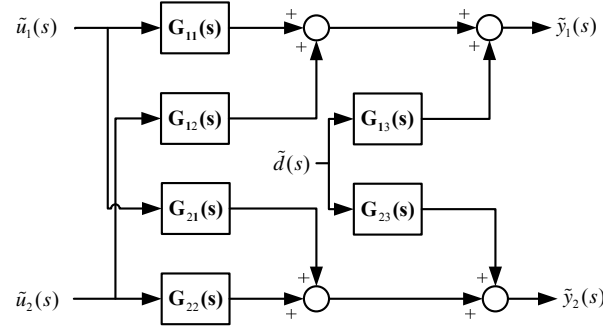 ũ₁(s) G₁₁(s) + + + + ỹ₁(s)
G₁₂(s) G₁₃(s)
d̃(s)
G₂₁(s) G₂₃(s)
+ +
ũ₂(s) G₂₂(s) + + ỹ₂(s)